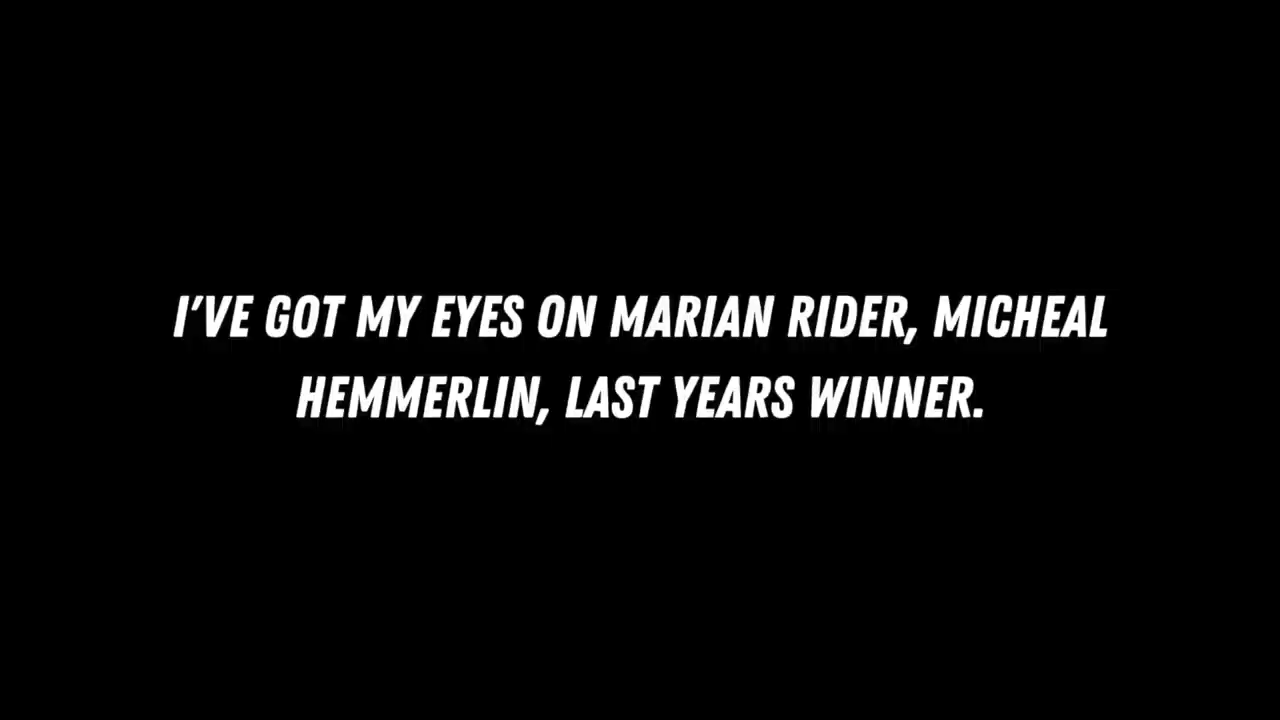 I'VE GOT MY EYES ON MARIAN RIDER, MICHEAL
HEMMERLIN, LAST YEARS WINNER.